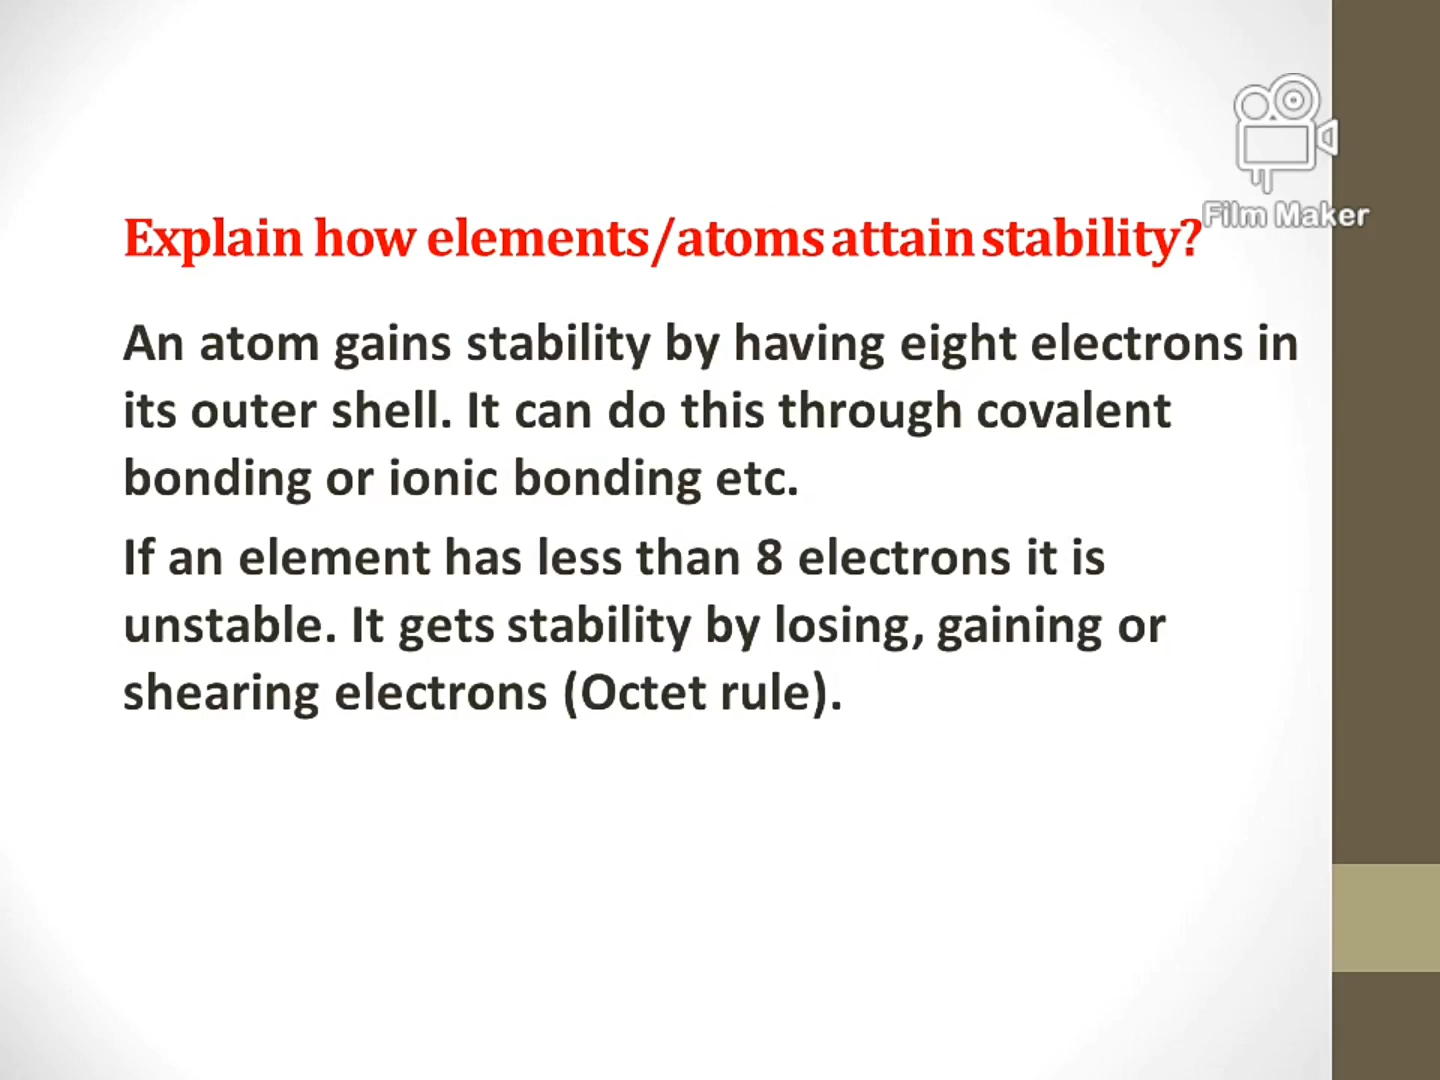 Film Maker
Explain how elements/atoms attain stability?
An atom gains stability by having eight electrons in
its outer shell. It can do this through covalent
bonding or ionic bonding etc.
If an element has less than 8 electrons it is
unstable. It gets stability by losing, gaining or
shearing electrons (Octet rule).